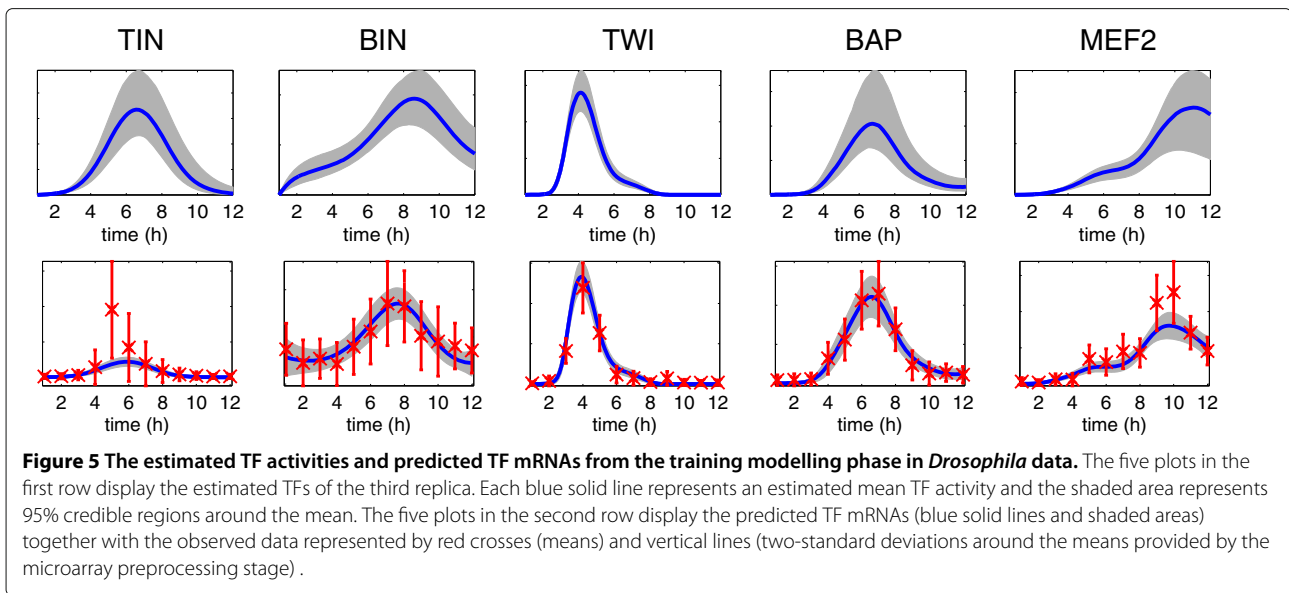 TIN BIN TWI BAP MEF2
2 4 6 8 10 12 2 4 6 8 10 12 2 4 6 8 10 12 2 4 6 8 10 12 2 4 6 8 10 12
time (h) time (h) time (h) time (h) time (h)
2 4 6 8 10 12 2 4 6 8 10 12 2 4 6 8 10 12 2 4 6 8 10 12 2 4 6 8 10 12
time (h) time (h) time (h) time (h) time (h)
Figure 5 The estimated TF activities and predicted TF mRNAs from the training modelling phase in Drosophila data. The five plots in the
first row display the estimated TFs of the third replica. Each blue solid line represents an estimated mean TF activity and the shaded area represents
95% credible regions around the mean. The five plots in the second row display the predicted TF mRNAs (blue solid lines and shaded areas)
together with the observed data represented by red crosses (means) and vertical lines (two-standard deviations around the means provided by the
microarray preprocessing stage) .